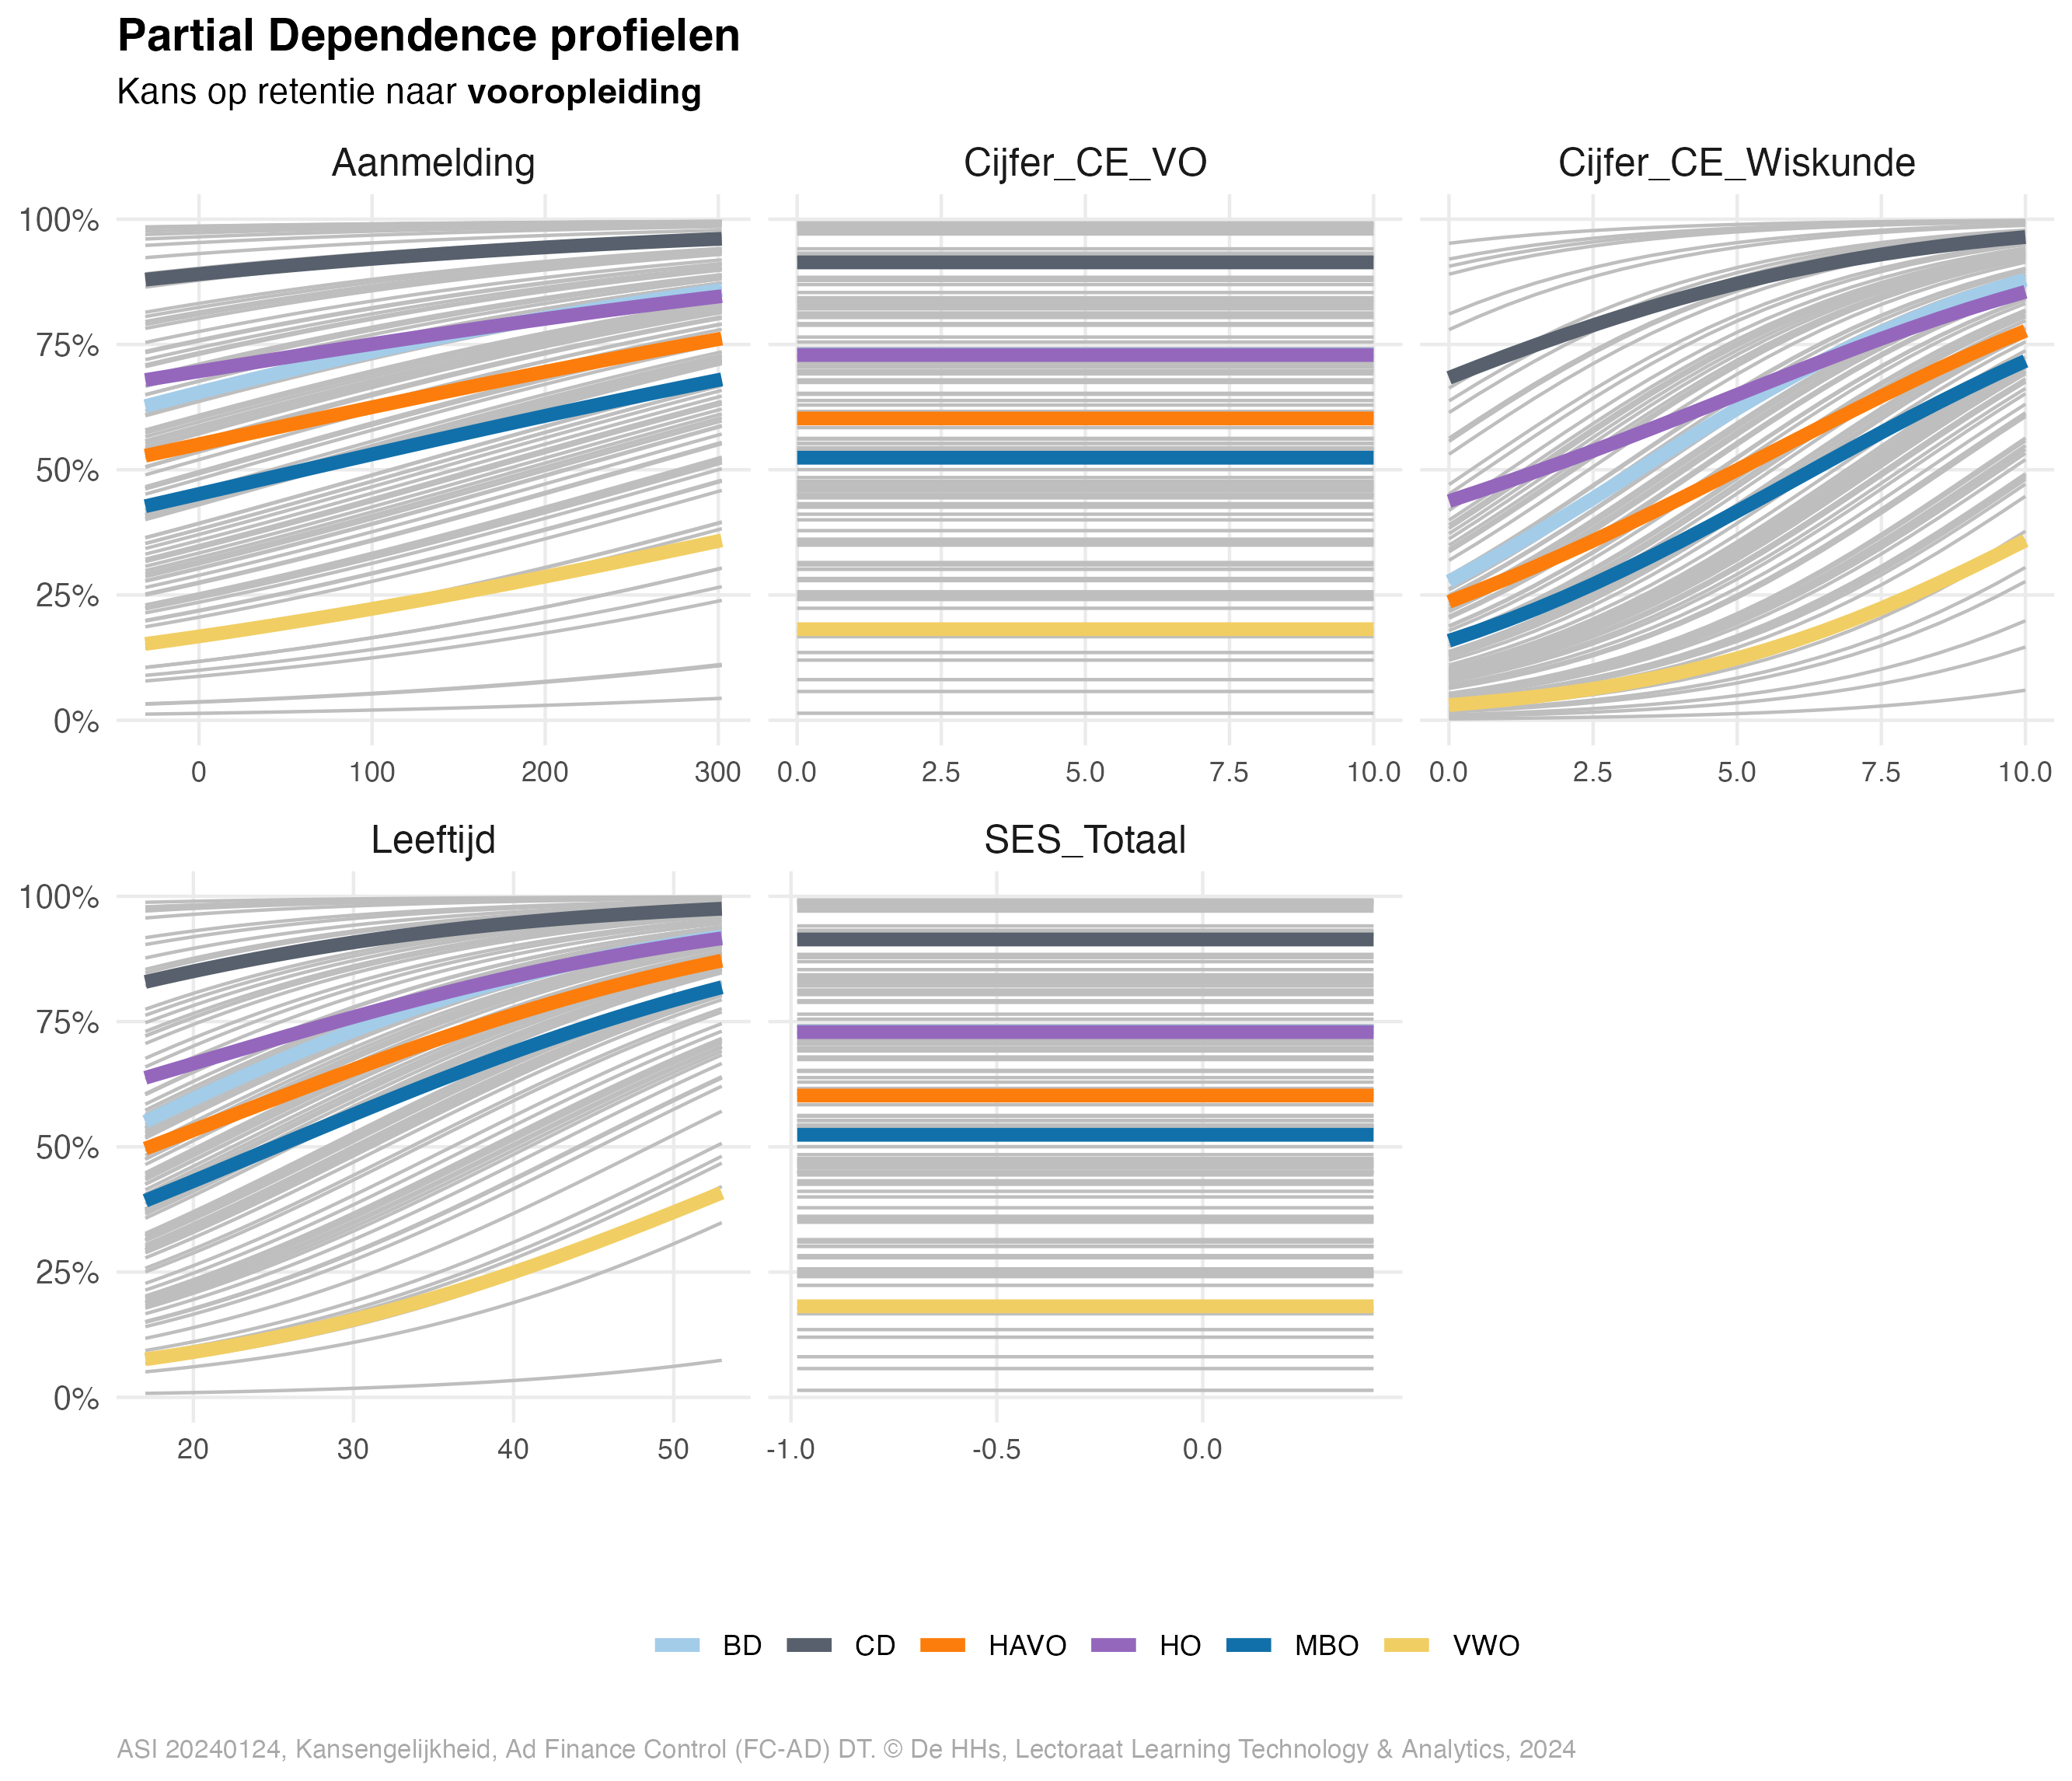 Partial Dependence profielen
Kans op retentie naar vooropleiding
Aanmelding
Cijfer_CE_VO
Cijfer_CE_Wiskunde
100%
75%
50%
25%
0%
0 100 200 300
0.0 2.5 5.0 7.5 10.0
0.0 2.5 5.0 7.5 10.0
Leeftijd
SES_Totaal
100%
75%
50%
25%
0%
20 30 40 50
-1.0 -0.5 0.0
BD CD HAVO HO MBO VWO
ASI 20240124, Kansengelijkheid, Ad Finance Control (FC-AD) DT. © De HHs, Lectoraat Learning Technology & Analytics, 2024